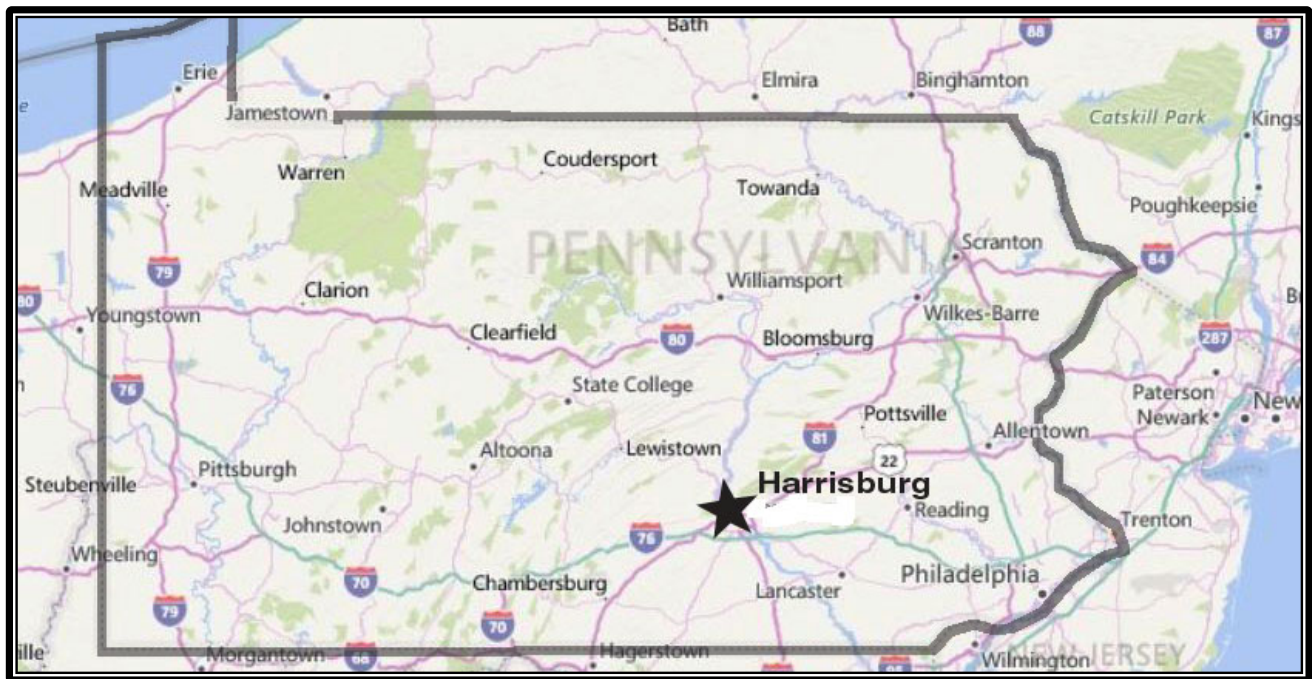 Bath
88
87
Erie
Elmira
Binghamton
e
Jamestown
Catskill Park
Kings
Warren
Coudersport
Meadville
Towanda
Poughkeepsie
PENNSYLVANIA
Scranton
84
79
Williamsport
80
Clarion
Youngstown
Wilkes-Barre
Clearfield
80
Bloomsburg
287
76
State College
Paterson
Newark
New
Pottsville
81
Allentown
Altoona
Lewistown
22
Pittsburgh
Steubenville
Harrisburg
Johnstown
Reading
Trenton
76
Wheeling
70
Chambersburg
Philadelphia
Lancaster
79
70
ille
Morgantown
68
Hagerstown
Wilmington
NEW JERSEY